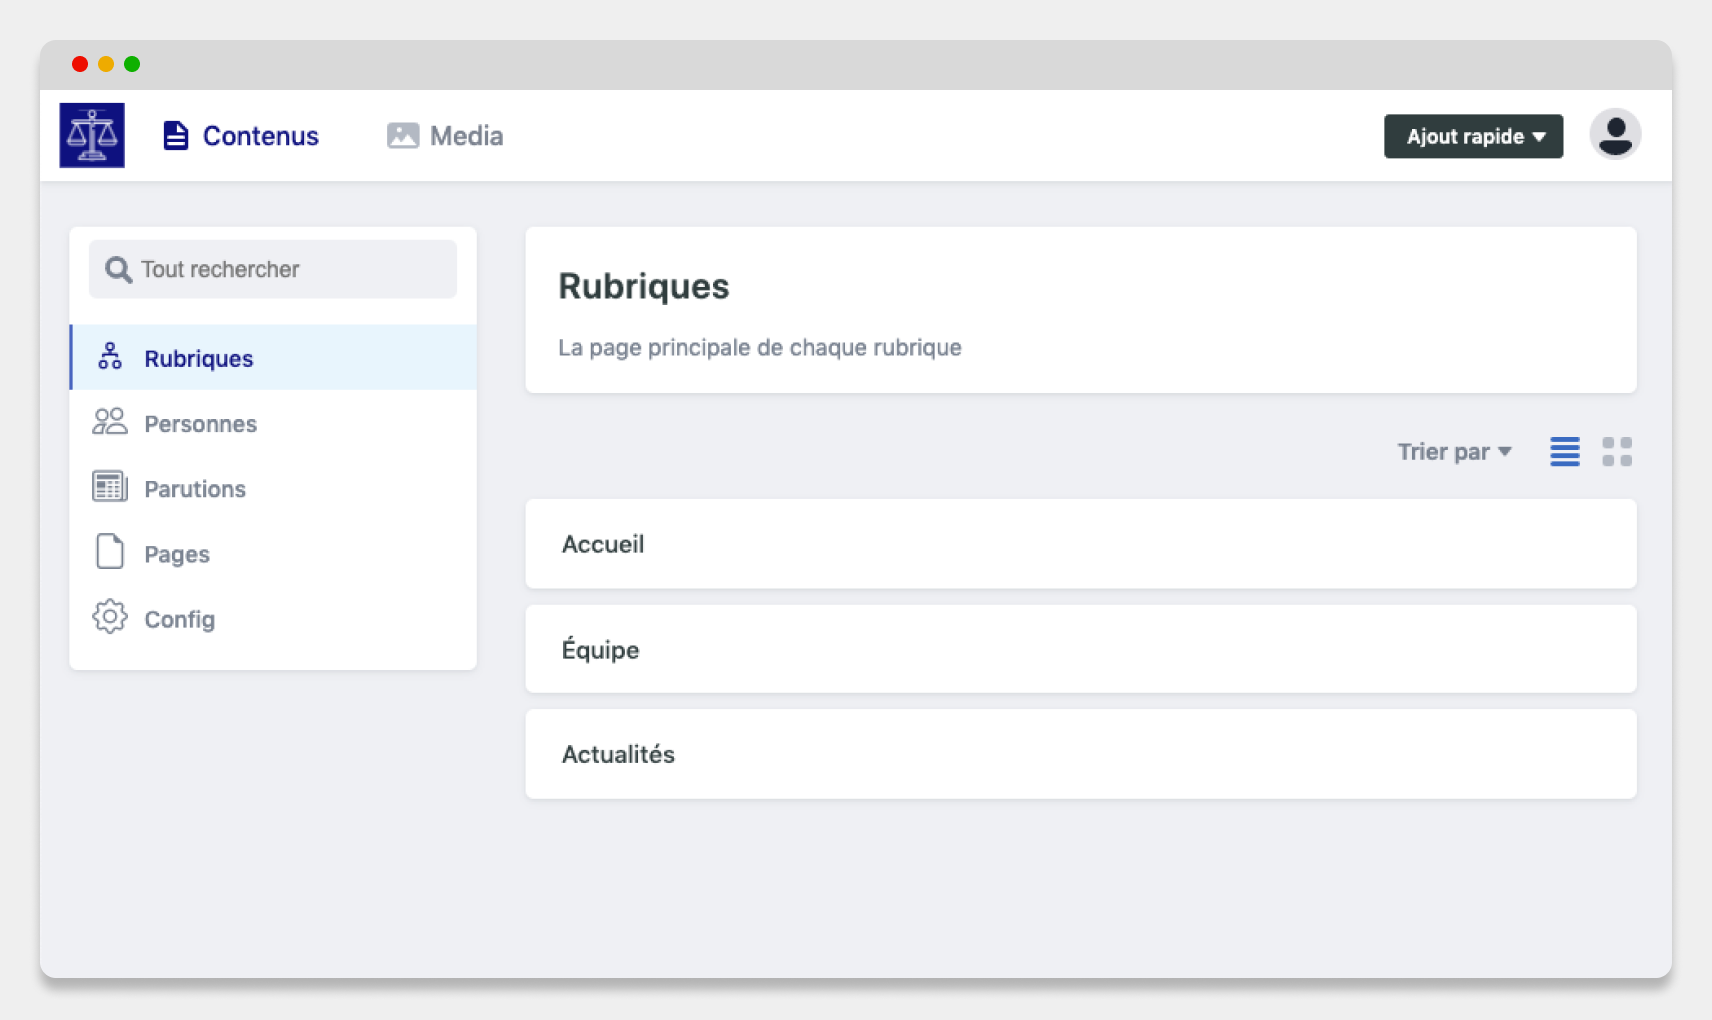 Contenus
Media
Ajout rapide
Tout rechercher
Rubriques
Personnes
Parutions
Pages
Config
Rubriques
La page principale de chaque rubrique
Trier par
Accueil
Équipe
Actualités